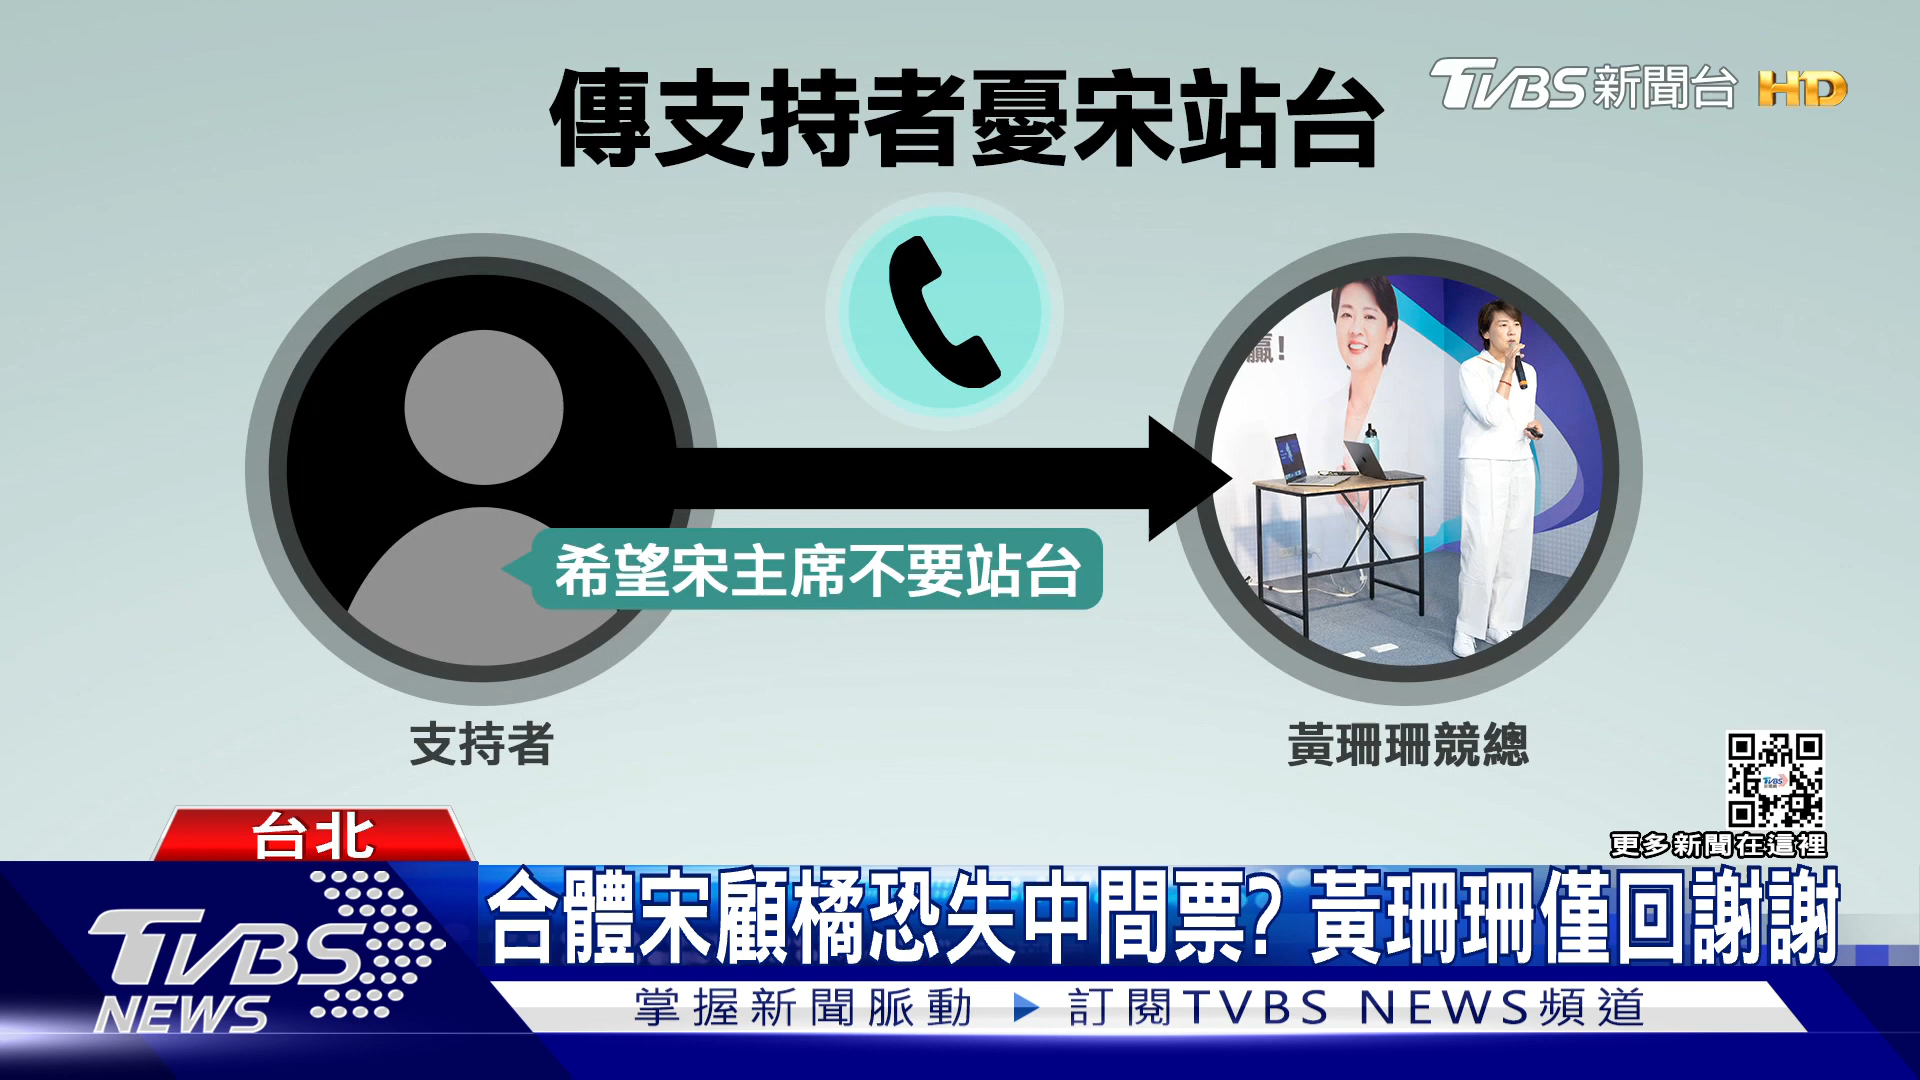 傳支持者憂宋站台
TVBS新聞台 HD
贏!
希望宋主席不要站台
支持者
黃珊珊競總
TVBS
更多新聞在這裡
台北
合體宋顧橘恐失中間票? 黃珊珊僅回謝謝
TVBS
NEWS
掌握新聞脈動 ▶ 訂閱TVBS NEWS頻道